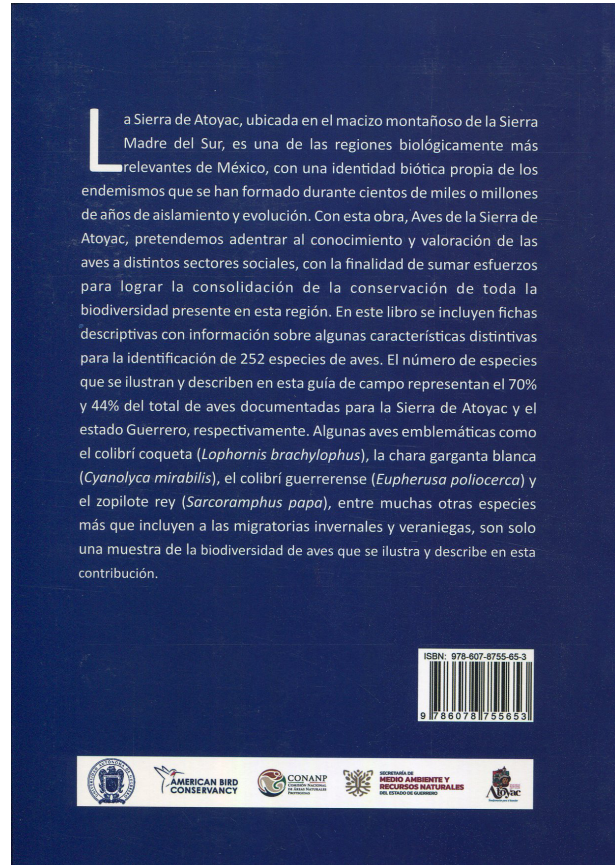 La Sierra de Atoyac, ubicada en el macizo montañoso de la Sierra
Madre del Sur, es una de las regiones biológicamente más
relevantes de México, con una identidad biótica propia de los
endemismos que se han formado durante cientos de miles o millones
de años de aislamiento y evolución. Con esta obra, Aves de la Sierra de
Atoyac, pretendemos adentrar al conocimiento y valoración de las
aves a distintos sectores sociales, con la finalidad de sumar esfuerzos
para lograr la consolidación de la conservación de toda la
biodiversidad presente en esta región. En este libro se incluyen fichas
descriptivas con información sobre algunas características distintivas
para la identificación de 252 especies de aves. El número de especies
que se ilustran y describen en esta guía de campo representan el 70%
y 44% del total de aves documentadas para la Sierra de Atoyac y el
estado Guerrero, respectivamente. Algunas aves emblemáticas como
el colibrí coqueta (Lophornis brachylophus), la chara garganta blanca
(Cyanolyca mirabilis), el colibrí guerrerense (Eupherusa poliocerca) y
el zopilote rey (Sarcoramphus papa), entre muchas otras especies
más que incluyen a las migratorias invernales y veraniegas, son solo
una muestra de la biodiversidad de aves que se ilustra y describe en esta
contribución.
ISBN: 978-607-8755-65-3
9 786078 755653
AMERICAN BIRD
CONSERVANCY
CONANP
COMISIÓN NACIONAL
DE ÁREAS NATURALES
PROTEGIDAS
SECRETARÍA DE
MEDIO AMBIENTE Y
RECURSOS NATURALES
DEL ESTADO DE GUERRERO
Atoyac